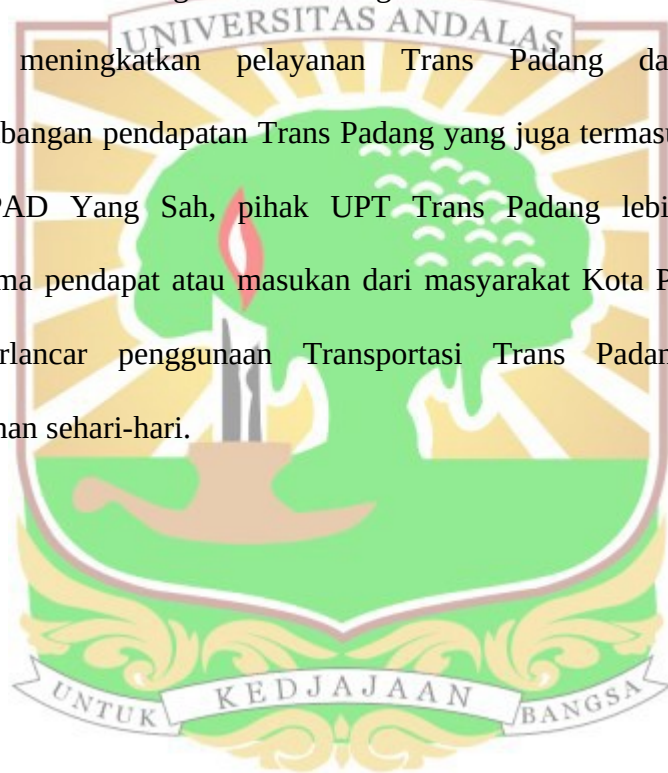 UNIVERSITAS ANDALAS
meningkatkan pelayanan Trans Padang da
bangan pendapatan Trans Padang yang juga termasu
PAD Yang Sah, pihak UPT Trans Padang lebi
ma pendapat atau masukan dari masyarakat Kota P
rlancar penggunaan Transportasi Trans Padan
han sehari-hari.
UNTUK KEDJAJAAN BANGSA